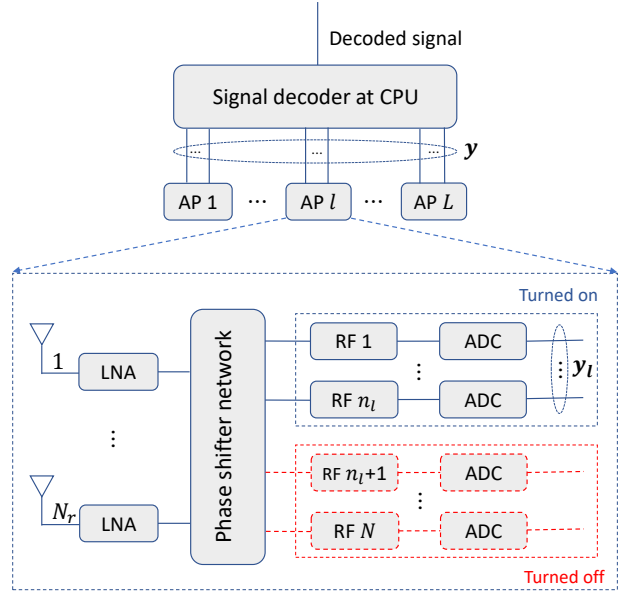 Decoded signal
Signal decoder at CPU
... ... ... y
AP 1 ... AP l ... AP L
Turned on
1 LNA
RF 1 ADC
⋮ ⋮ y_l
RF n_l ADC
Phase shifter network
⋮
RF n_l+1 ADC
⋮
N_r LNA
RF N ADC
Turned off